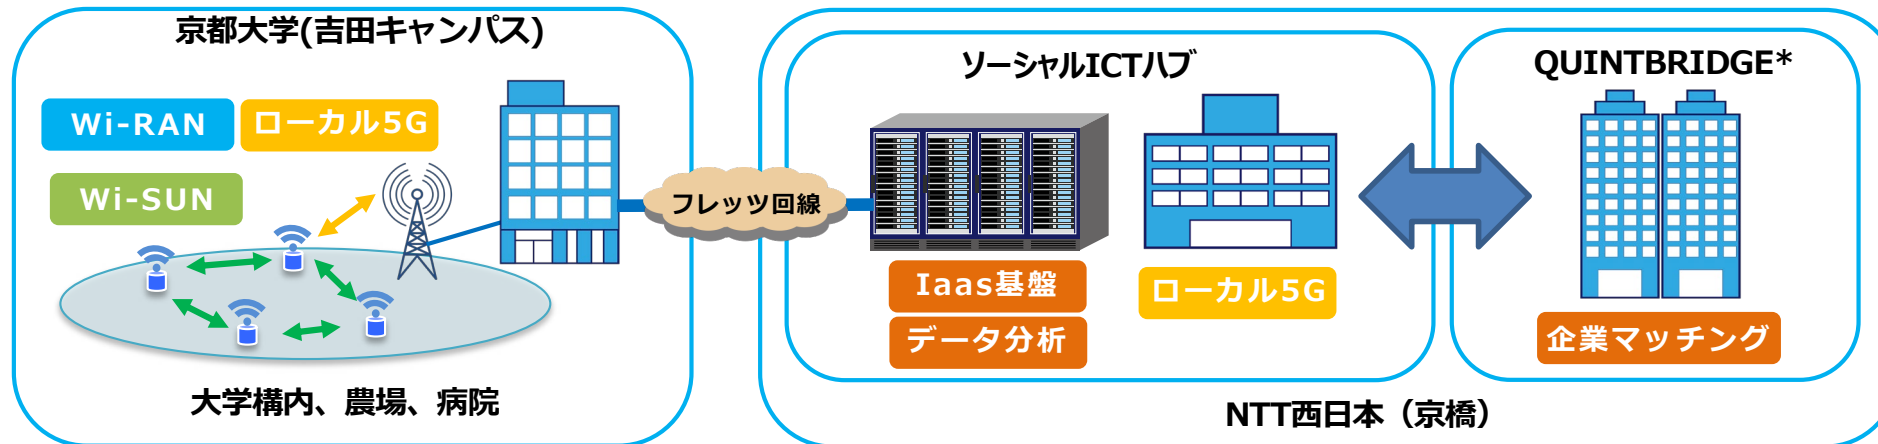 京都大学(吉田キャンパス)
Wi-RAN
ローカル5G
Wi-SUN
大学構内、農場、病院
フレッツ回線
ソーシャルICTハブ
Iaas基盤
データ分析
ローカル5G
QUINTBRIDGE*
企業マッチング
NTT西日本（京橋）